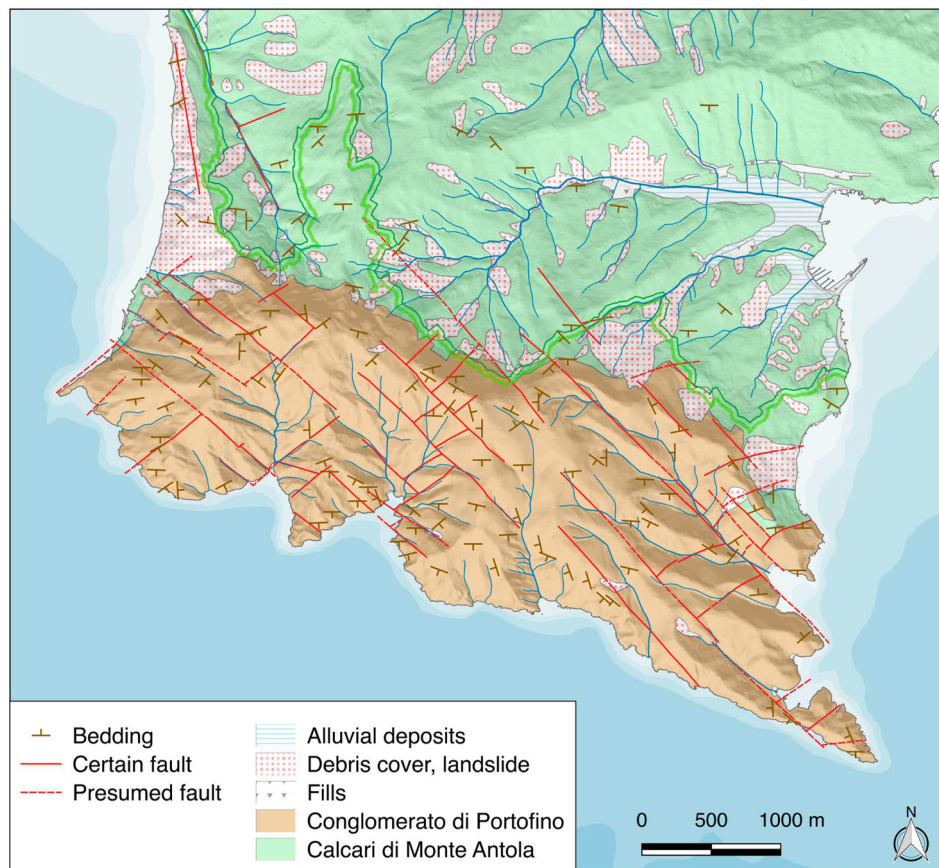 Bedding
Certain fault
Presumed fault
Alluvial deposits
Debris cover, landslide
Fills
Conglomerato di Portofino
Calcari di Monte Antola
0 500 1000 m
N